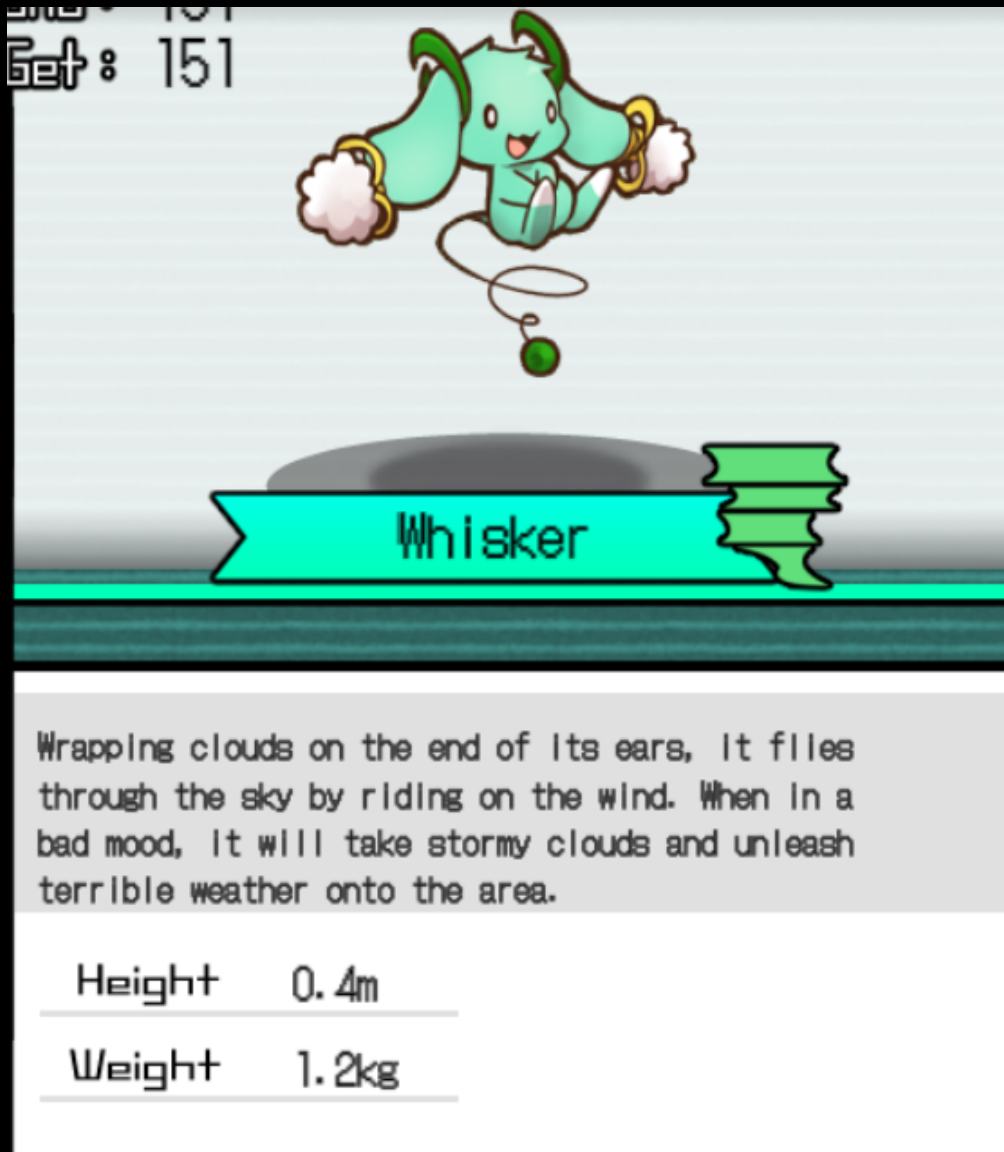 Get: 151
Whisker
Wrapping clouds on the end of its ears, it flies
through the sky by riding on the wind. When in a
bad mood, it will take stormy clouds and unleash
terrible weather onto the area.
Height 0.4m
Weight 1.2kg